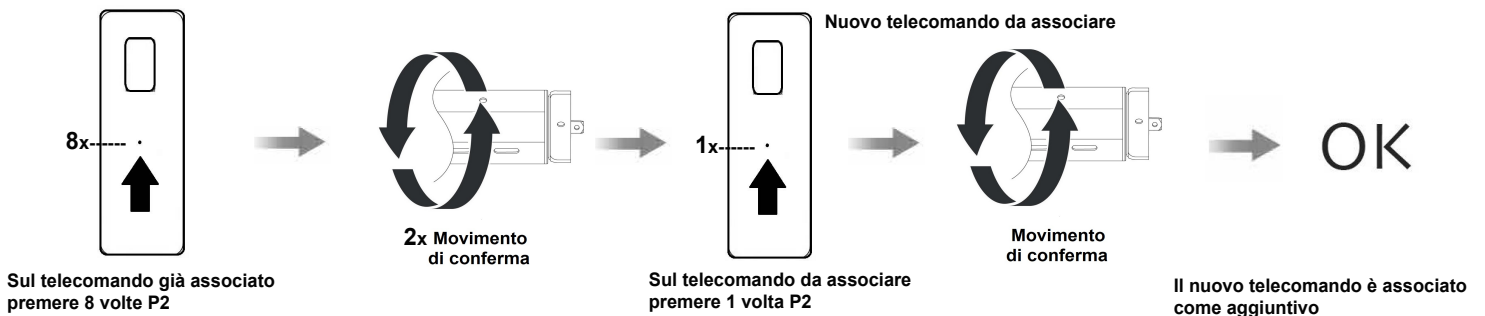 Nuovo telecomando da associare
8x
1x
OK
2x Movimento
di conferma
Movimento
di conferma
Sul telecomando già associato
premere 8 volte P2
Sul telecomando da associare
premere 1 volta P2
Il nuovo telecomando è associato
come aggiuntivo